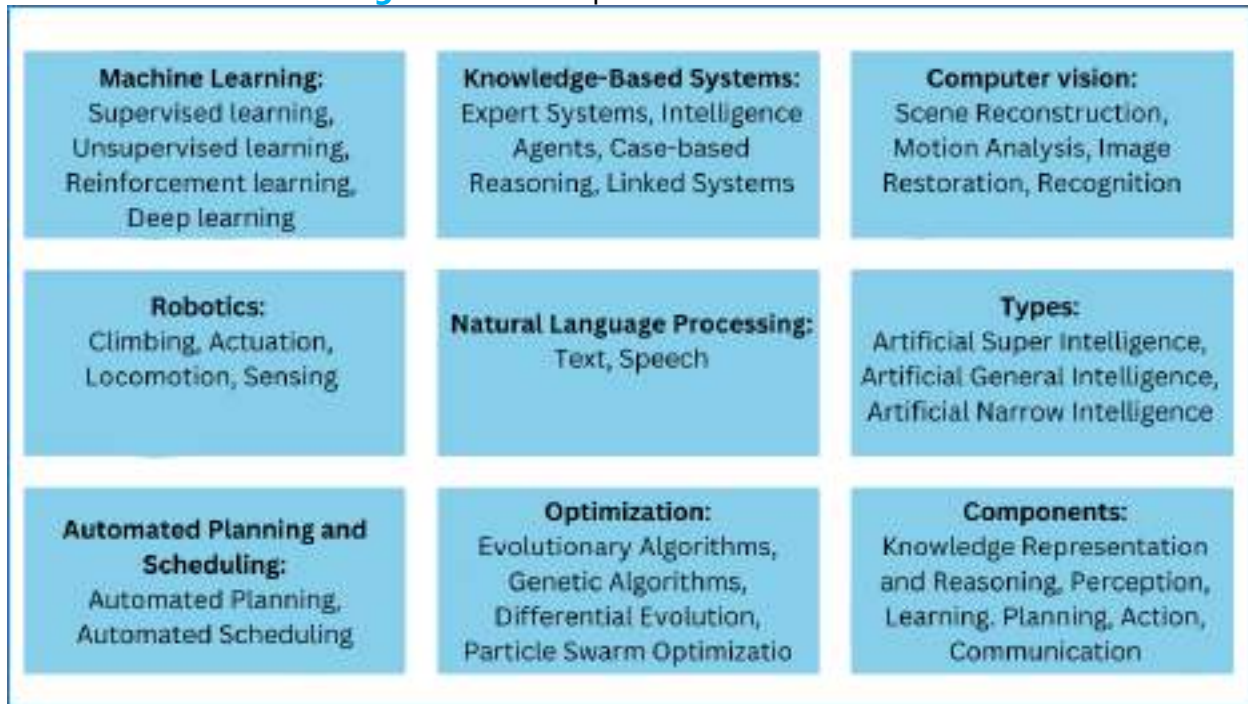 Machine Learning:
Supervised learning,
Unsupervised learning,
Reinforcement learning,
Deep learning
Knowledge-Based Systems:
Expert Systems, Intelligence
Agents, Case-based
Reasoning, Linked Systems
Computer vision:
Scene Reconstruction,
Motion Analysis, Image
Restoration, Recognition
Robotics:
Climbing, Actuation,
Locomotion, Sensing
Natural Language Processing:
Text, Speech
Types:
Artificial Super Intelligence,
Artificial General Intelligence,
Artificial Narrow Intelligence
Automated Planning and
Scheduling:
Automated Planning,
Automated Scheduling
Optimization:
Evolutionary Algorithms,
Genetic Algorithms,
Differential Evolution,
Particle Swarm Optimizatio
Components:
Knowledge Representation
and Reasoning, Perception,
Learning. Planning, Action,
Communication